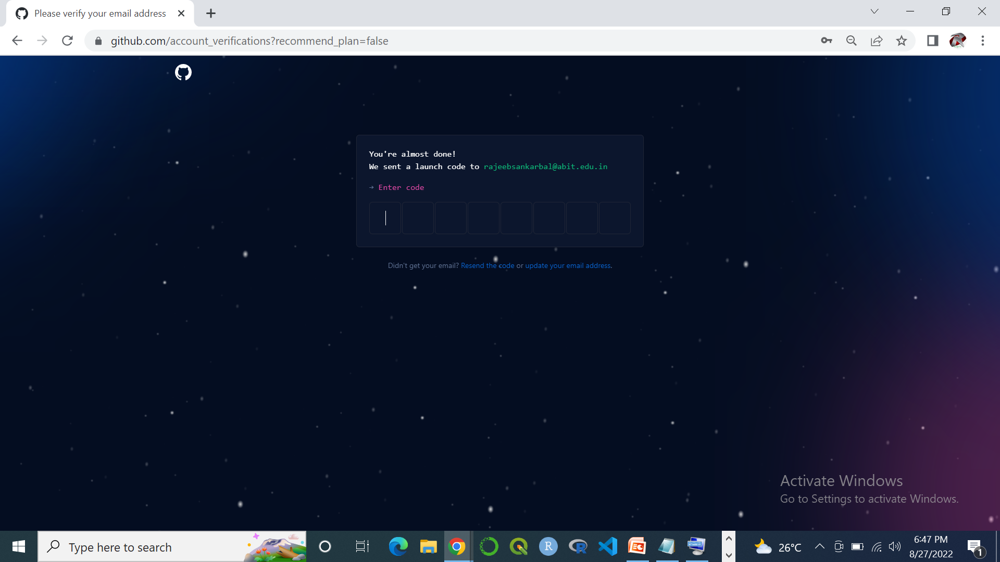 Please verify your email address
github.com/account_verifications?recommend_plan=false
You're almost done!
We sent a launch code to rajeebsankarbal@abit.edu.in
→ Enter code
Didn't get your email? Resend the code or update your email address.
Activate Windows
Go to Settings to activate Windows.
Type here to search
R
R
26°C
6:47 PM
8/27/2022
1